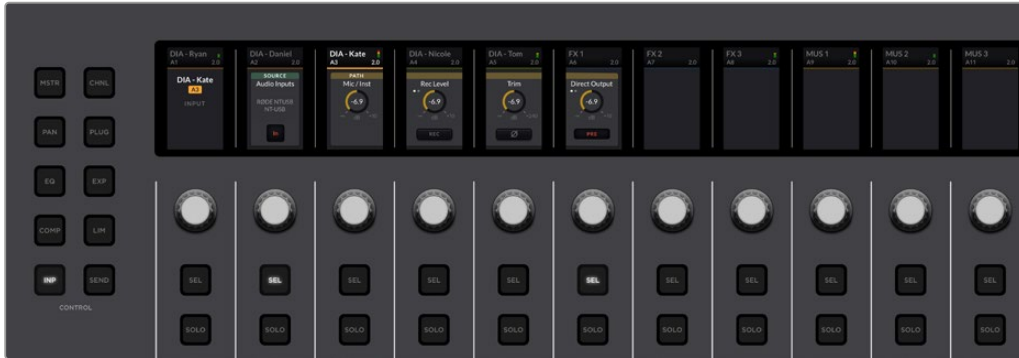 DIA - Ryan
A1 2.0
DIA - Daniel
A2 2.0
DIA - Kate
A3 2.0
DIA - Nicole
A4 2.0
DIA - Tom
A5 2.0
FX 1
A6 2.0
FX 2
A7 2.0
FX 3
A8 2.0
MUS 1
A9 2.0
MUS 2
A10 2.0
MUS 3
A11 2.0
DIA - Kate
A3
INPUT
SOURCE
Audio Inputs
RØDE NTUSB
NT-USB
In
PATH
Mic / Inst
-6.9
dB
Rec Level
-6.9
dB
REC
Trim
-6.9
dB
Ø
Direct Output
-6.9
dB
PRE
MSTR CHNL
PAN PLUG
EQ EXP
COMP LIM
INP SEND
CONTROL
SEL SEL SEL SEL SEL SEL SEL SEL SEL SEL SEL
SOLO SOLO SOLO SOLO SOLO SOLO SOLO SOLO SOLO SOLO SOLO